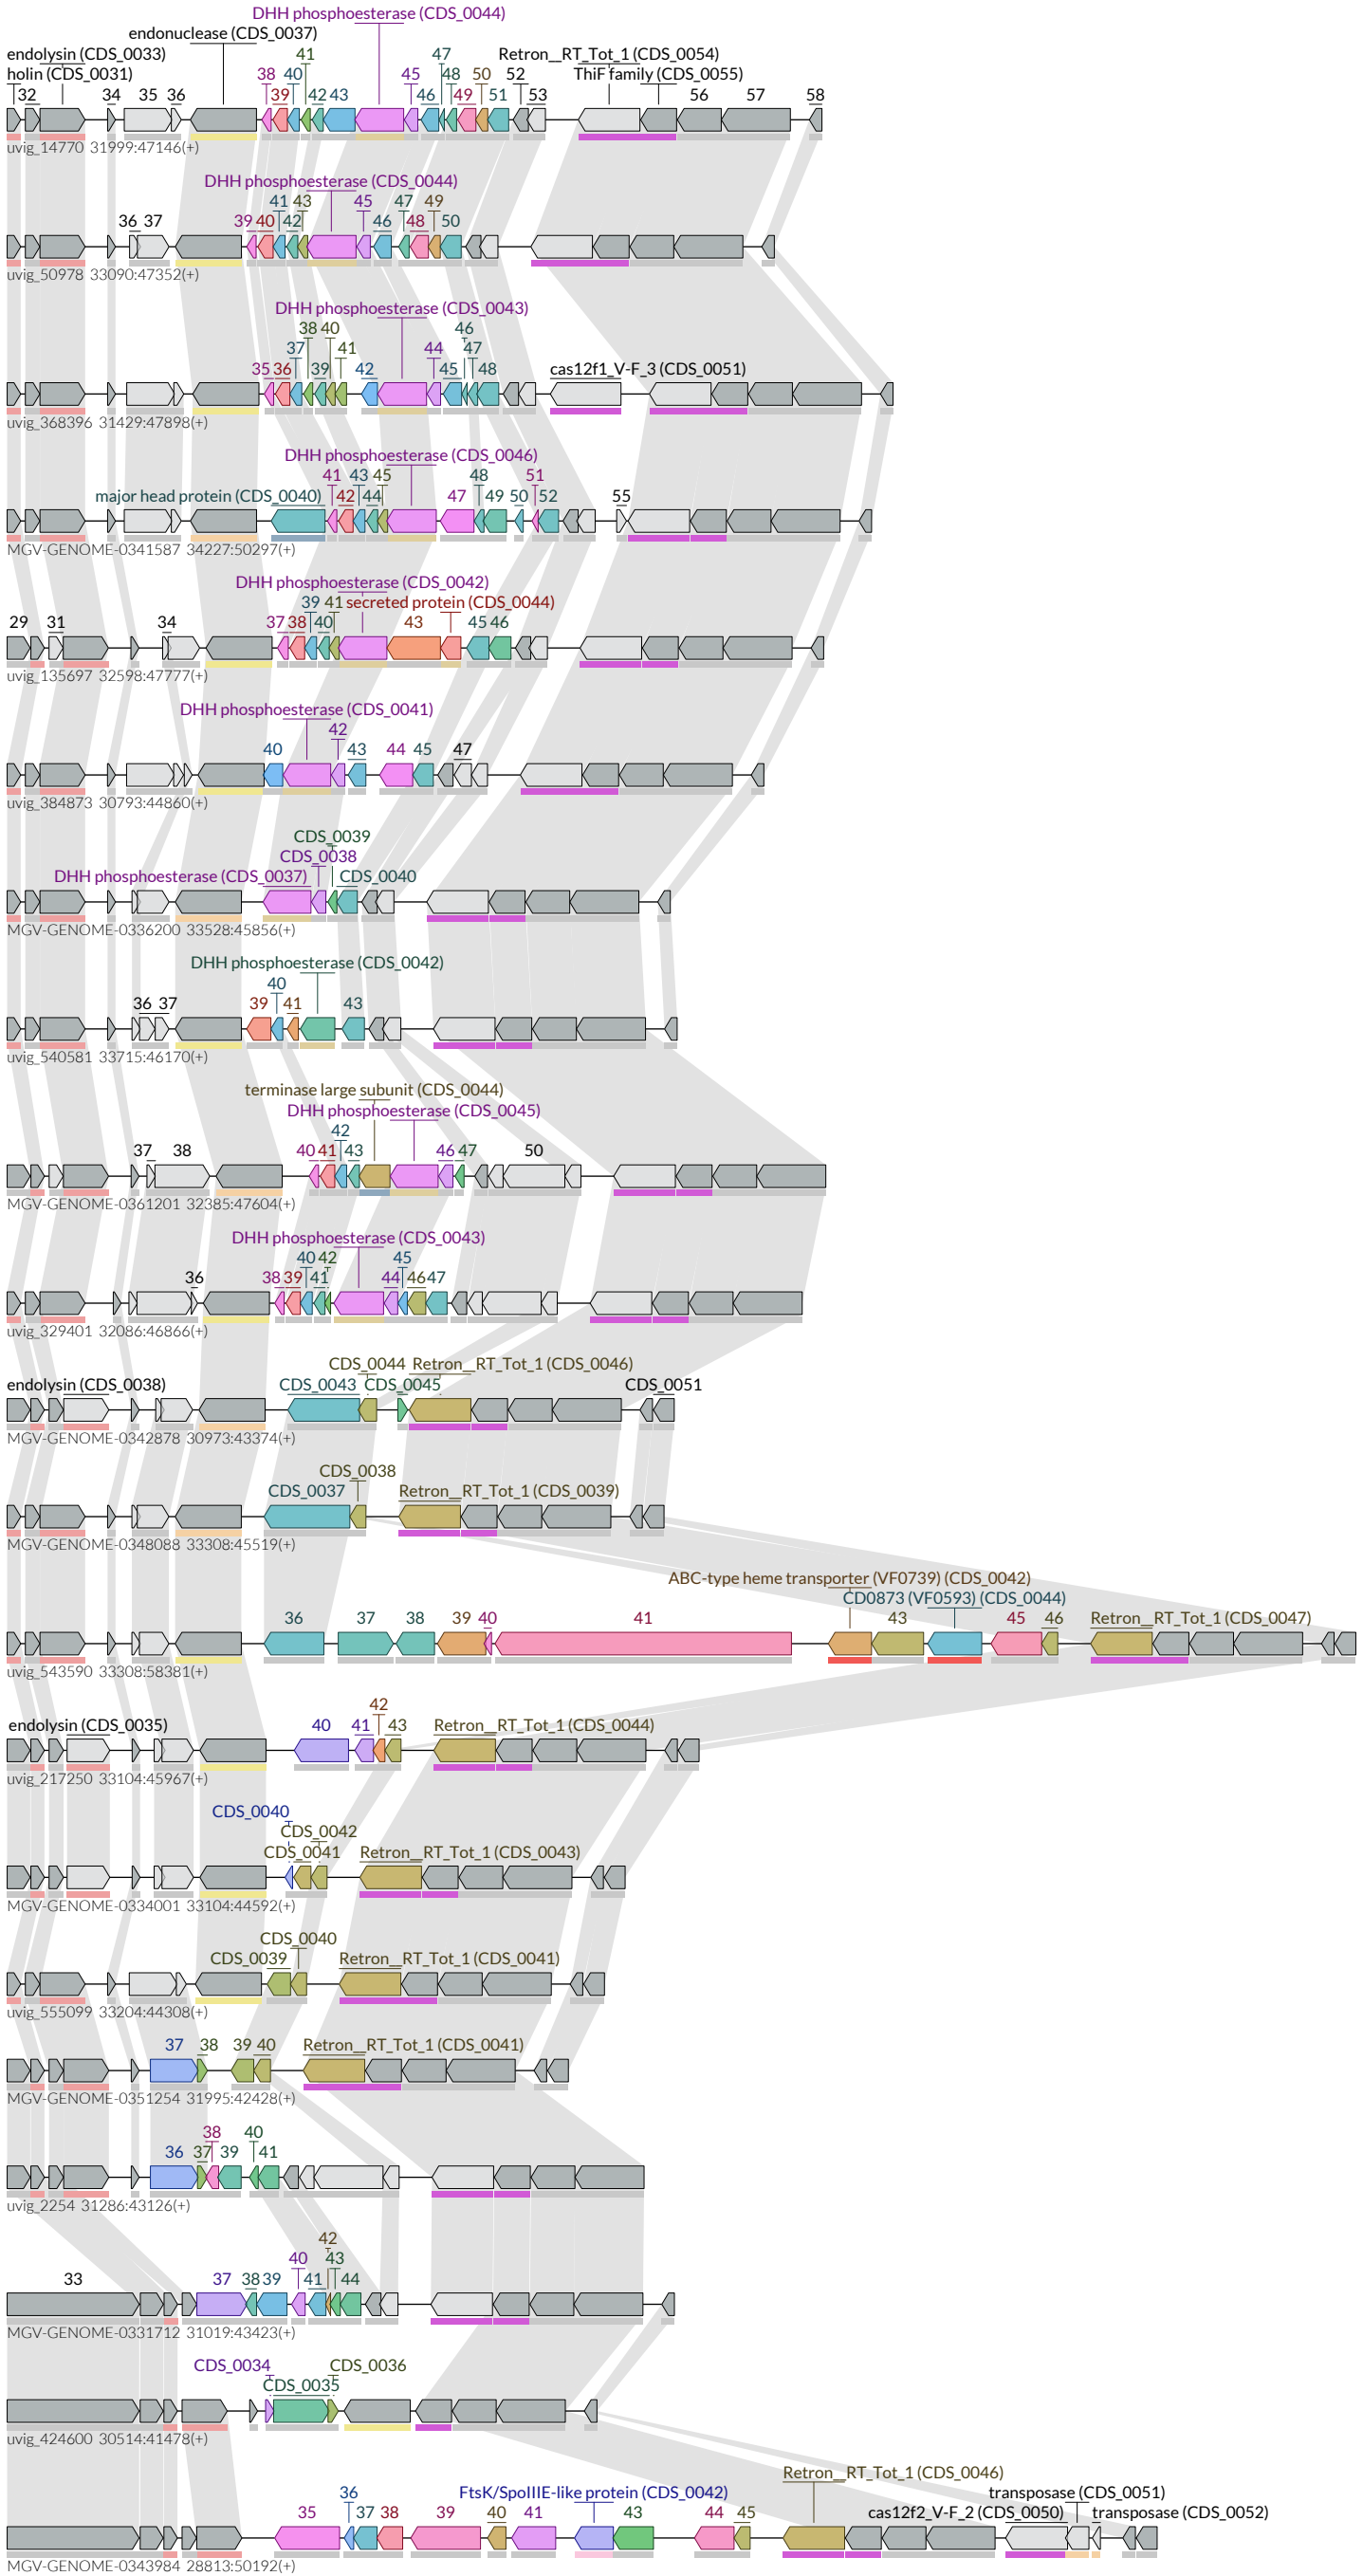 DHH phosphoesterase (CDS_0044)
endonuclease (CDS_0037)
endolysin (CDS_0033) 41 47 Retron__RT_Tot_1 (CDS_0054)
holin (CDS_0031) 38 40 45 48 50 52 ThiF family (CDS_0055)
32 34 35 36 39 42 43 46 49 51 53 56 57 58
uvig_14770 31999:47146(+)
DHH phosphoesterase (CDS_0044)
41 43 45 47 49
36 37 39 40 42 46 48 50
uvig_50978 33090:47352(+)
DHH phosphoesterase (CDS_0043)
38 40 46
37 41 44 47
35 36 39 42 45 48 cas12f1_V-F_3 (CDS_0051)
uvig_368396 31429:47898(+)
DHH phosphoesterase (CDS_0046)
41 43 45 48 51
major head protein (CDS_0040) 42 44 47 49 50 52 55
MGV-GENOME-0341587 34227:50297(+)
DHH phosphoesterase (CDS_0042)
39 41 secreted protein (CDS_0044)
29 31 34 37 38 40 43 45 46
uvig_135697 32598:47777(+)
DHH phosphoesterase (CDS_0041)
42
40 43 44 45 47
uvig_384873 30793:44860(+)
CDS_0039
CDS_0038
DHH phosphoesterase (CDS_0037) CDS_0040
MGV-GENOME-0336200 33528:45856(+)
DHH phosphoesterase (CDS_0042)
40
36 37 39 41 43
uvig_540581 33715:46170(+)
terminase large subunit (CDS_0044)
DHH phosphoesterase (CDS_0045)
42
37 38 40 41 43 46 47 50
MGV-GENOME-0361201 32385:47604(+)
DHH phosphoesterase (CDS_0043)
40 42 45
36 38 39 41 44 46 47
uvig_329401 32086:46866(+)
CDS_0044 Retron__RT_Tot_1 (CDS_0046)
endolysin (CDS_0038) CDS_0043 CDS_0045 CDS_0051
MGV-GENOME-0342878 30973:43374(+)
CDS_0038
CDS_0037 Retron__RT_Tot_1 (CDS_0039)
MGV-GENOME-0348088 33308:45519(+)
ABC-type heme transporter (VF0739) (CDS_0042)
CD0873 (VF0593) (CDS_0044)
36 37 38 39 40 41 43 45 46 Retron__RT_Tot_1 (CDS_0047)
uvig_543590 33308:58381(+)
42
endolysin (CDS_0035) 40 41 43 Retron__RT_Tot_1 (CDS_0044)
uvig_217250 33104:45967(+)
CDS_0040
CDS_0042
CDS_0041 Retron__RT_Tot_1 (CDS_0043)
MGV-GENOME-0334001 33104:44592(+)
CDS_0040
CDS_0039 Retron__RT_Tot_1 (CDS_0041)
uvig_555099 33204:44308(+)
37 38 39 40 Retron__RT_Tot_1 (CDS_0041)
MGV-GENOME-0351254 31995:42428(+)
38 40
36 37 39 41
uvig_2254 31286:43126(+)
42
40 43
33 37 38 39 41 44
MGV-GENOME-0331712 31019:43423(+)
CDS_0034 CDS_0036
CDS_0035
uvig_424600 30514:41478(+)
Retron__RT_Tot_1 (CDS_0046)
36 FtsK/SpoIIIE-like protein (CDS_0042) transposase (CDS_0051)
35 37 38 39 40 41 43 44 45 cas12f2_V-F_2 (CDS_0050) transposase (CDS_0052)
MGV-GENOME-0343984 28813:50192(+)